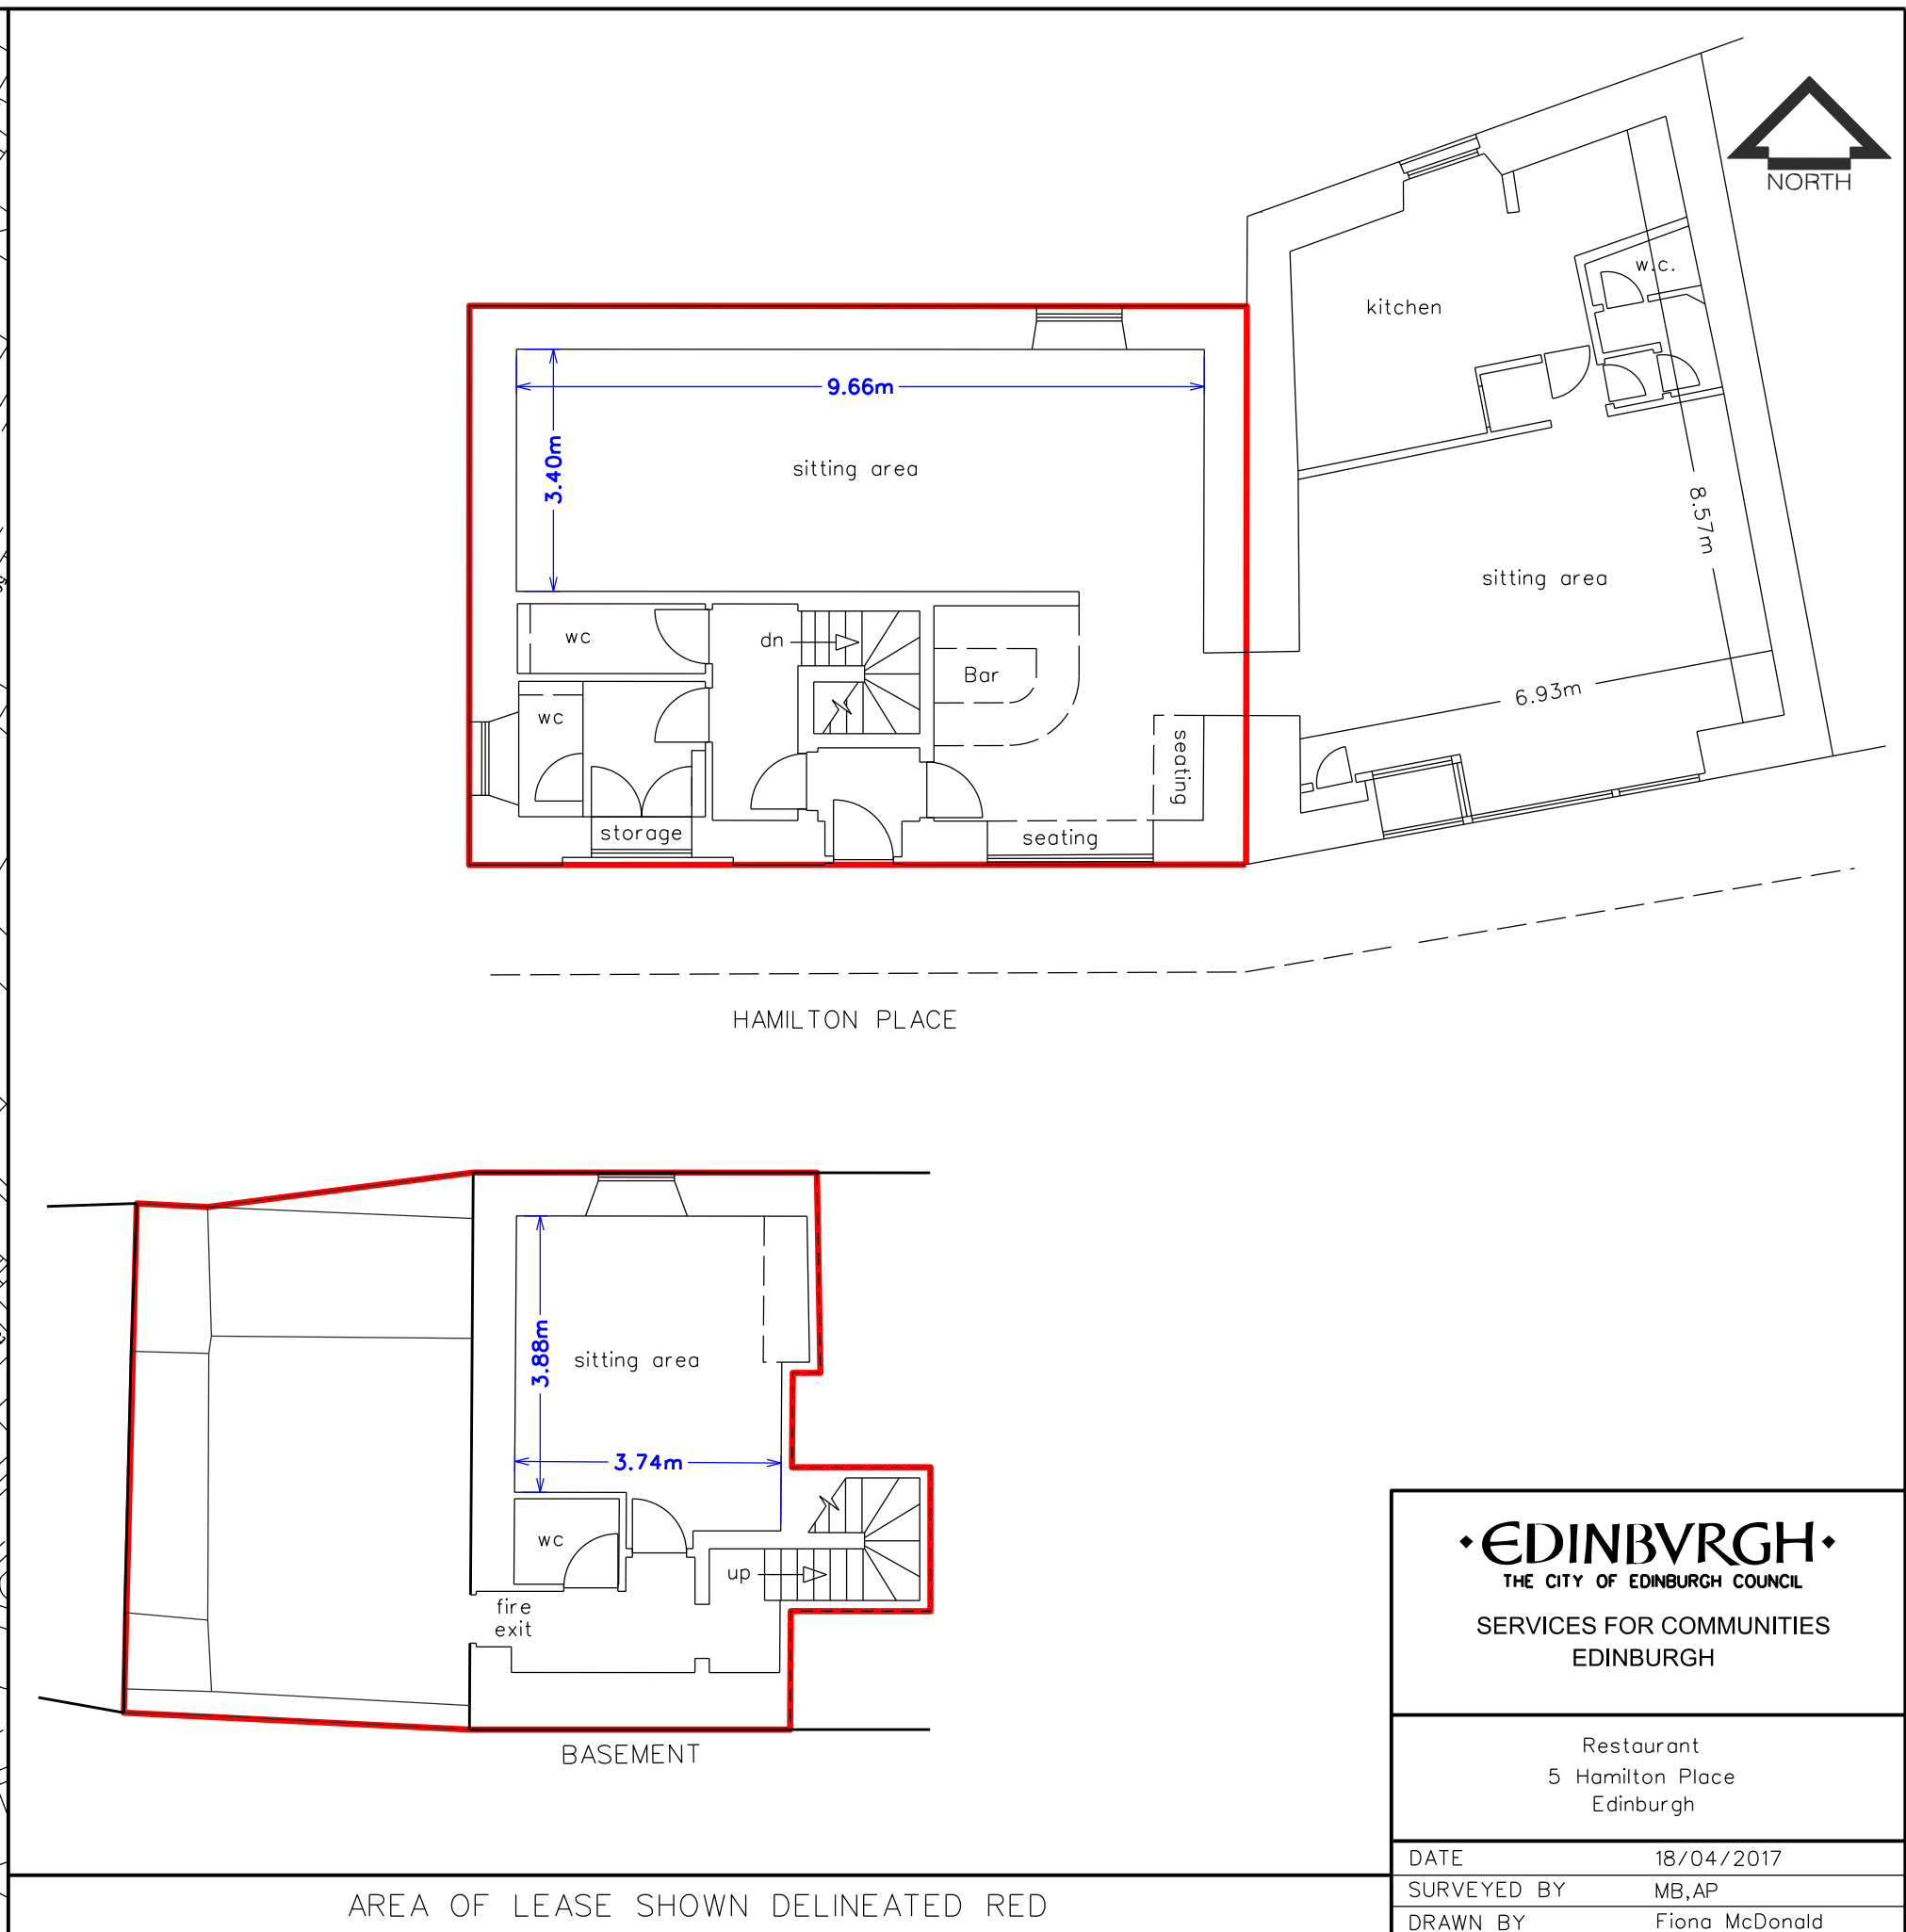 NORTH
w.c.
kitchen
9.66m
3.40m
sitting area
8.57m
sitting area
wc
dn
Bar
6.93m
wc
seating
storage
seating
HAMILTON PLACE
3.88m
sitting area
3.74m
wc
up
fire
exit
BASEMENT
EDINBVRGH
THE CITY OF EDINBURGH COUNCIL
SERVICES FOR COMMUNITIES
EDINBURGH
Restaurant
5 Hamilton Place
Edinburgh
DATE 18/04/2017
SURVEYED BY MB,AP
DRAWN BY Fiona McDonald
AREA OF LEASE SHOWN DELINEATED RED